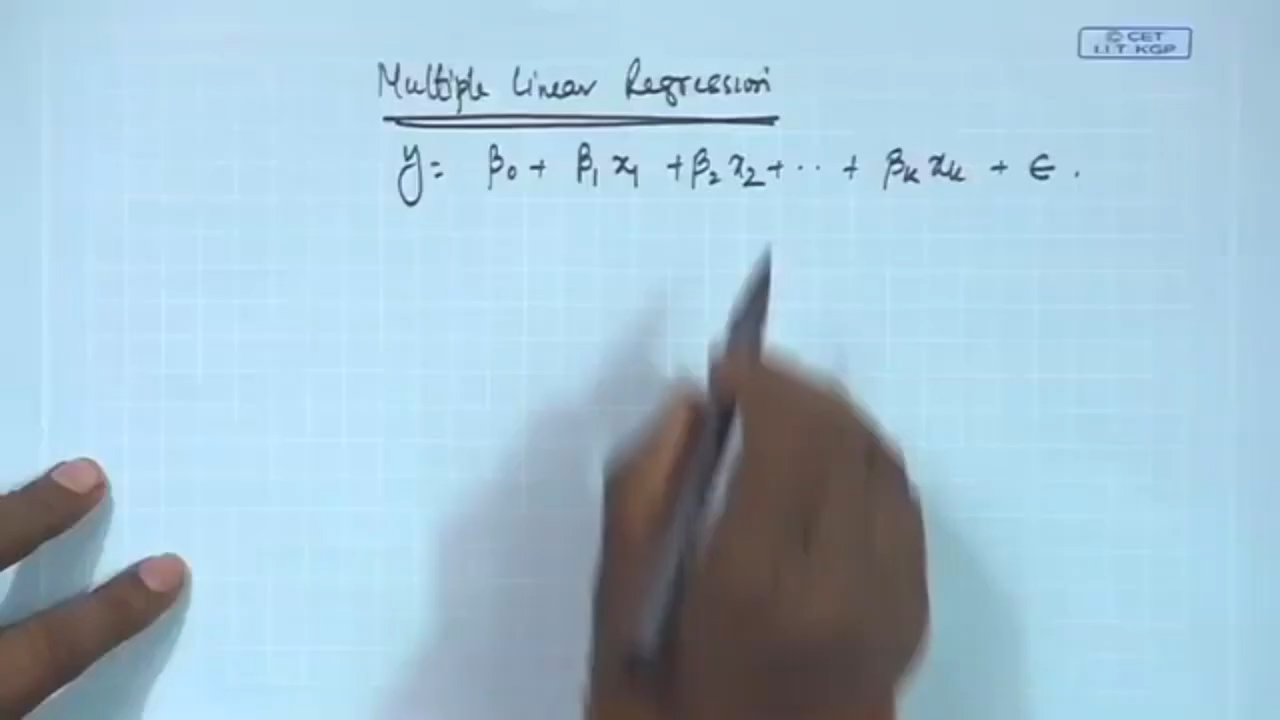 © CET
I.I.T. KGP
Multiple Linear Regression
y = β₀ + β₁ x₁ + β₂ x₂ + ·· + βₖ xₖ + ϵ .